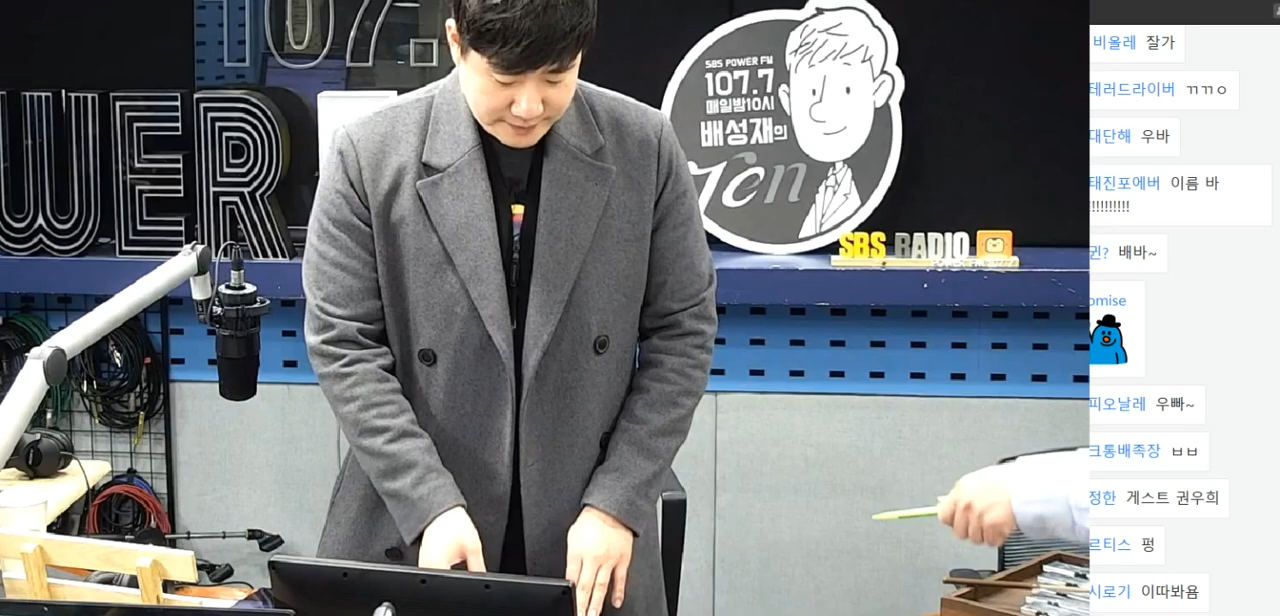 107.
WER
SBS POWER FM
107.7
매일밤10시
배성재의
Ten
SBS RADIO
비올레 잘가
테러드라이버 ㄱㄱㅇ
대단해 우바
태진포에버 이름 바
!!!!!!!!!!
귄? 배바~
omise
피오날레 우빠~
크통배족장 ㅂㅂ
정한 게스트 권우희
르티스 펑
시로기 이따봐욤